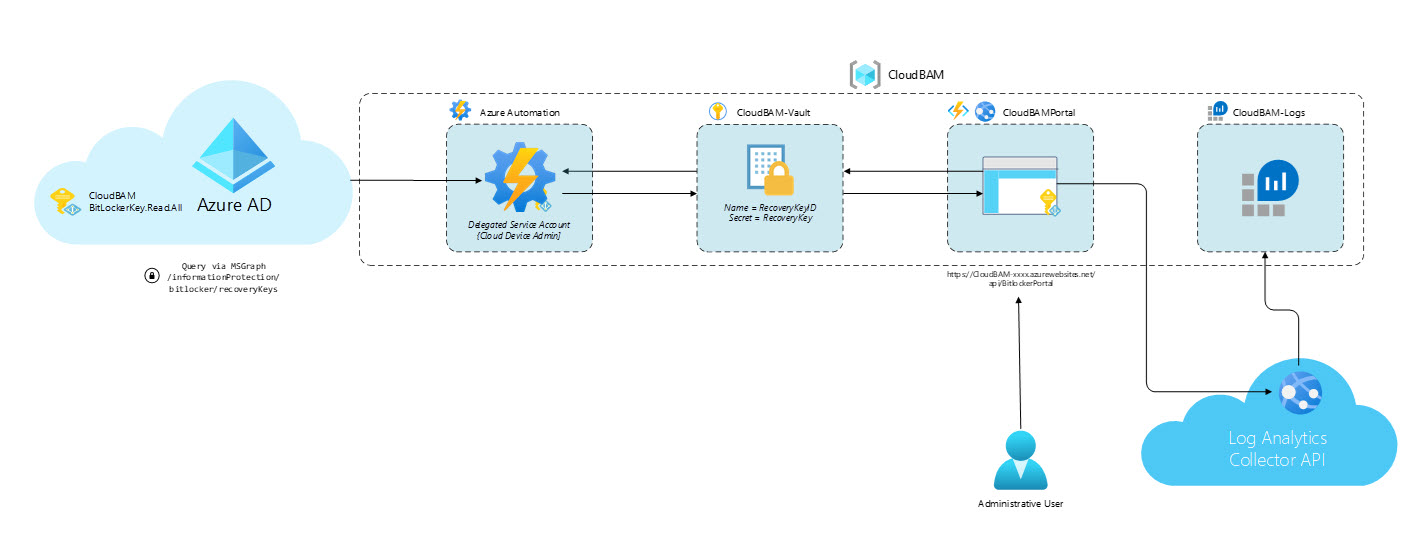 CloudBAM
Azure Automation
CloudBAM-Vault
CloudBAMPortal
CloudBAM-Logs
CloudBAM
BitLockerKey.Read.All
Azure AD
Delegated Service Account
{Cloud Device Admin]
Name = RecoveryKeyID
Secret = RecoveryKey
Query via MSGraph
/informationProtection/
bitlocker/recoveryKeys
https://CloudBAM-xxxx.azurewebsites.net/
api/BitlockerPortal
Log Analytics
Collector API
Administrative User